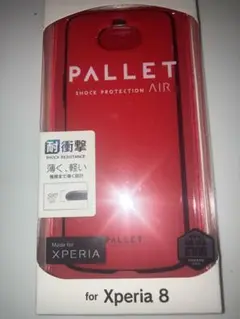 PALLET
SHOCK PROTECTION AIR
耐衝撃
SHOCK RESISTANCE
薄く、軽い
Made for
XPERIA
PALLET
for Xperia 8